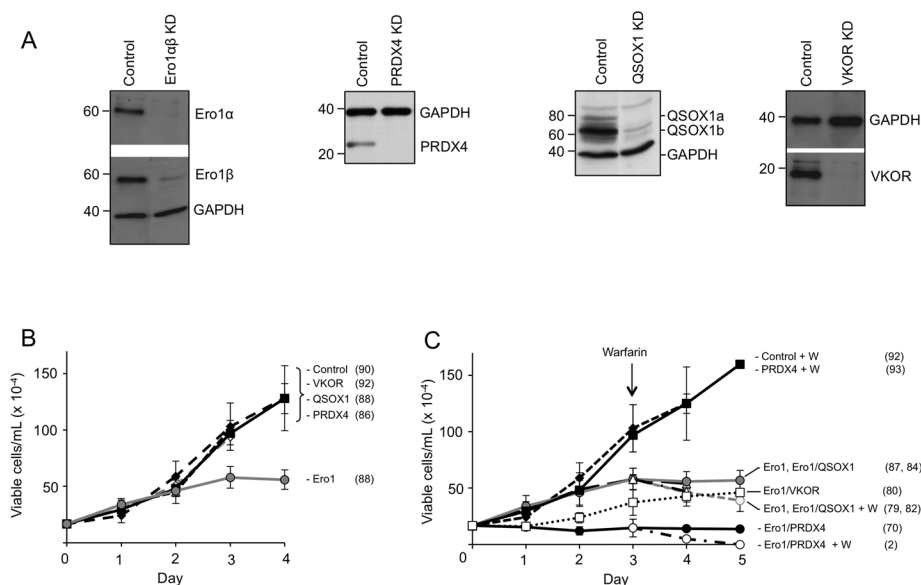 A
Control
Ero1αβ KD
60
Ero1α
60
Ero1β
40
GAPDH
Control
PRDX4 KD
40
GAPDH
PRDX4
20
Control
QSOX1 KD
80
QSOX1a
60
QSOX1b
40
GAPDH
Control
VKOR KD
40
GAPDH
20
VKOR
B
Viable cells/mL (x 10⁻⁴)
150
100
50
0 1 2 3 4
Day
- Control (90)
- VKOR (92)
- QSOX1 (88)
- PRDX4 (86)
- Ero1 (88)
C
Viable cells/mL (x 10⁻⁴)
150
100
50
0 1 2 3 4 5
Day
Warfarin
- Control + W (92)
- PRDX4 + W (93)
Ero1, Ero1/QSOX1 (87, 84)
Ero1/VKOR (80)
Ero1, Ero1/QSOX1 + W (79, 82)
- Ero1/PRDX4 (70)
- Ero1/PRDX4 + W (2)